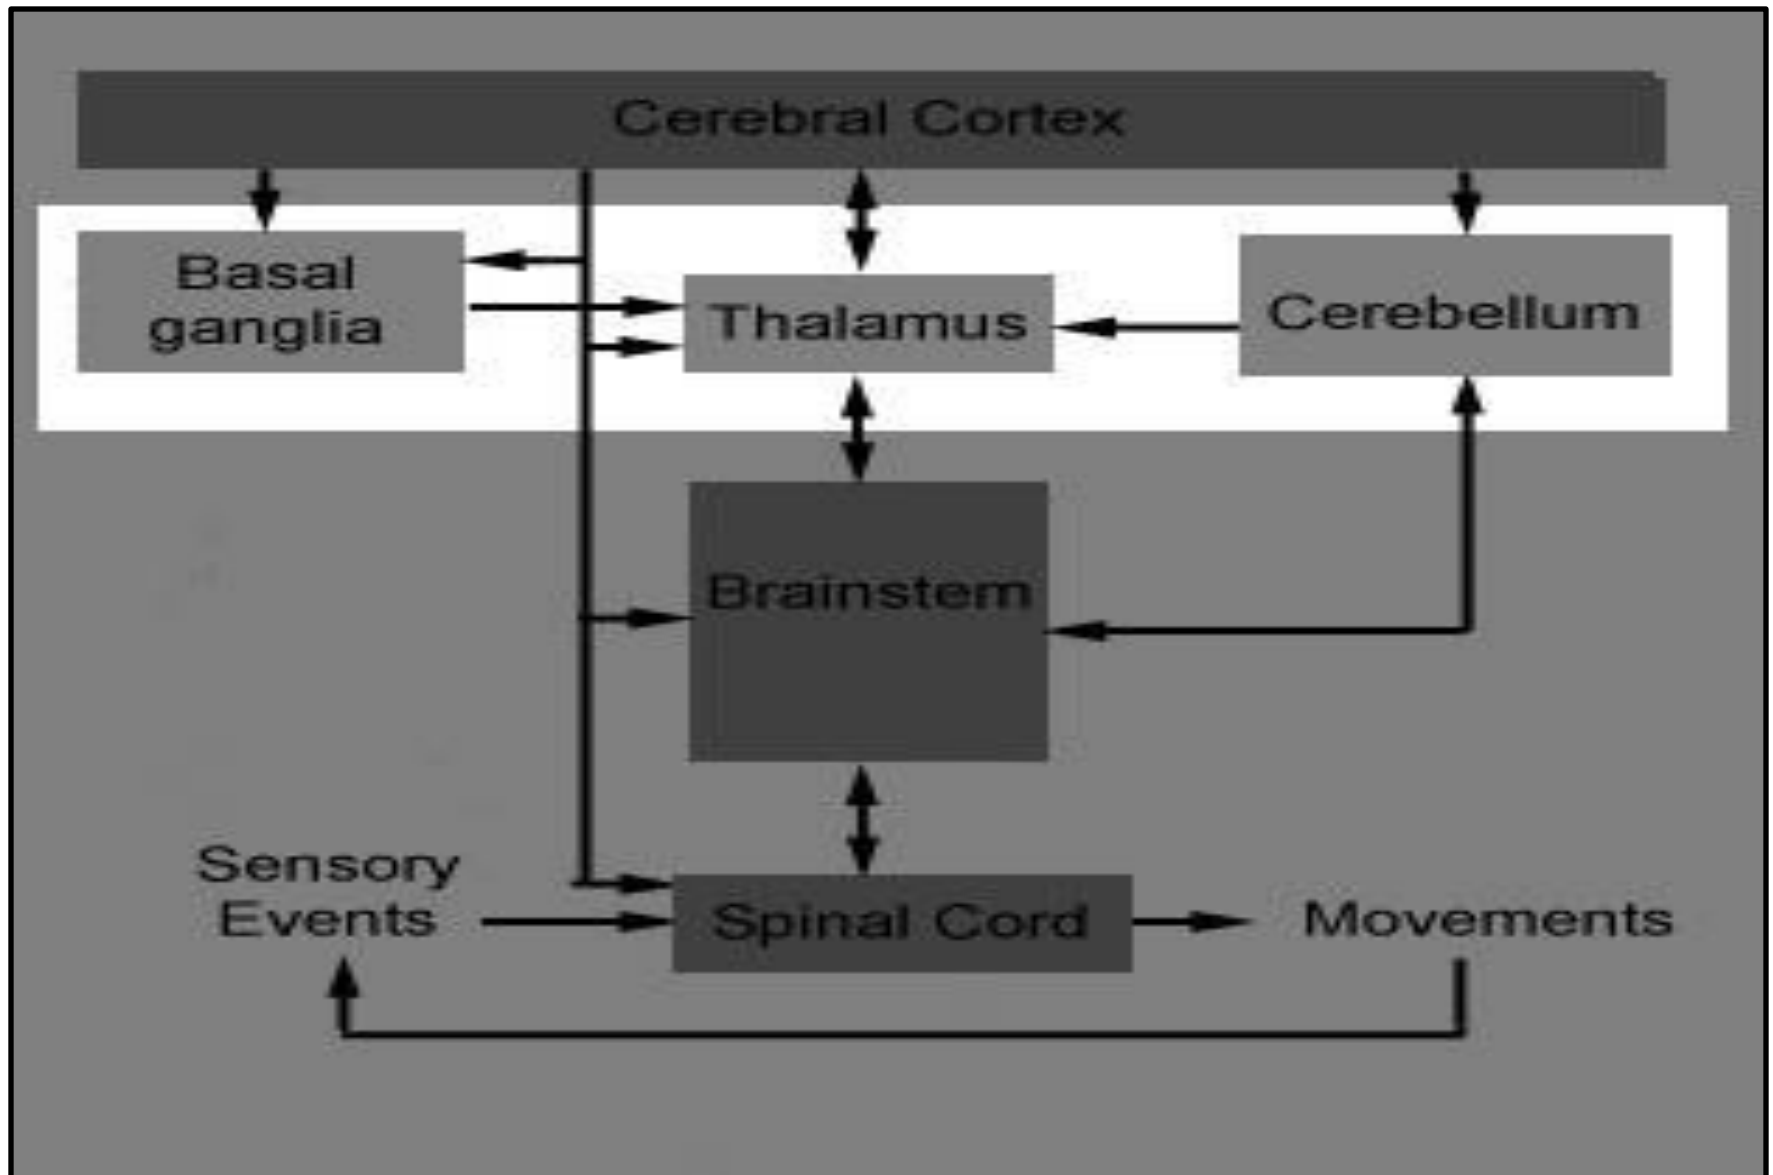 Cerebral Cortex
Basal
ganglia
Thalamus
Cerebellum
Brainstem
Sensory
Events
Spinal Cord
Movements